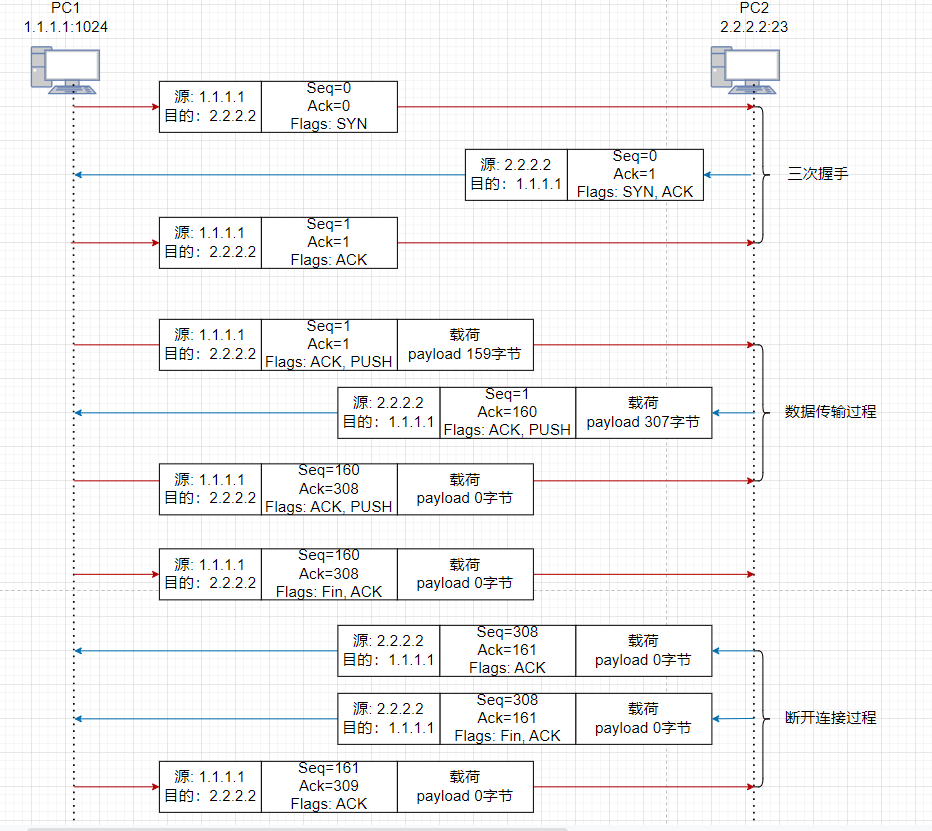 PC1
1.1.1.1:1024
PC2
2.2.2.2:23
源: 1.1.1.1
目的：2.2.2.2
Seq=0
Ack=0
Flags: SYN
源: 2.2.2.2
目的：1.1.1.1
Seq=0
Ack=1
Flags: SYN, ACK
三次握手
源: 1.1.1.1
目的：2.2.2.2
Seq=1
Ack=1
Flags: ACK
源: 1.1.1.1
目的：2.2.2.2
Seq=1
Ack=1
Flags: ACK, PUSH
载荷
payload 159字节
源: 2.2.2.2
目的：1.1.1.1
Seq=1
Ack=160
Flags: ACK, PUSH
载荷
payload 307字节
数据传输过程
源: 1.1.1.1
目的：2.2.2.2
Seq=160
Ack=308
Flags: ACK, PUSH
载荷
payload 0字节
源: 1.1.1.1
目的：2.2.2.2
Seq=160
Ack=308
Flags: Fin, ACK
载荷
payload 0字节
源: 2.2.2.2
目的：1.1.1.1
Seq=308
Ack=161
Flags: ACK
载荷
payload 0字节
源: 2.2.2.2
目的：1.1.1.1
Seq=308
Ack=161
Flags: Fin, ACK
载荷
payload 0字节
断开连接过程
源: 1.1.1.1
目的：2.2.2.2
Seq=161
Ack=309
Flags: ACK
载荷
payload 0字节